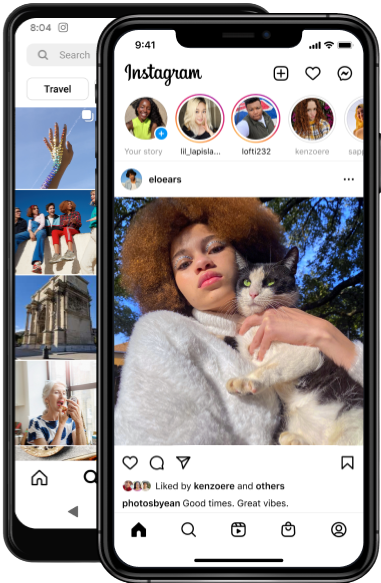 8:04
Search
Travel
9:41
Instagram
Your story
lil_lapisla...
lofti232
kenzoere
sapp
eloears
Liked by kenzoere and others
photosbyean Good times. Great vibes.